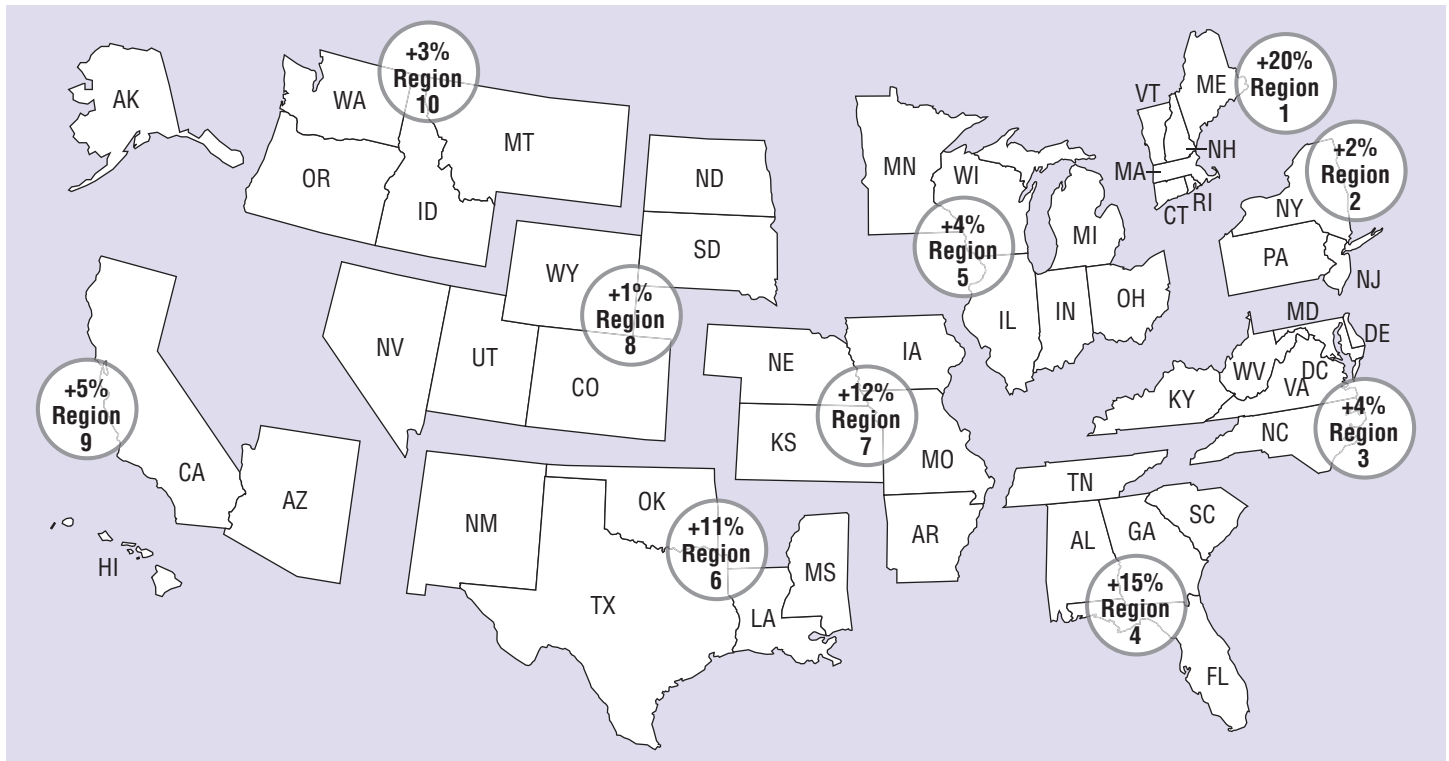 +3%
Region
10
+20%
Region
1
AK
WA
MT
OR
ID
ND
SD
WY
+1%
Region
8
MN
WI
+4%
Region
5
MI
IL
IN
OH
VT
ME
NH
MA
CT
RI
+2%
Region
2
NY
PA
NJ
MD
DE
WV
VA
DC
KY
NC
+4%
Region
3
+5%
Region
9
CA
NV
UT
CO
AZ
HI
NE
IA
+12%
Region
7
KS
MO
AR
NM
OK
+11%
Region
6
TX
LA
MS
TN
SC
AL
GA
+15%
Region
4
FL